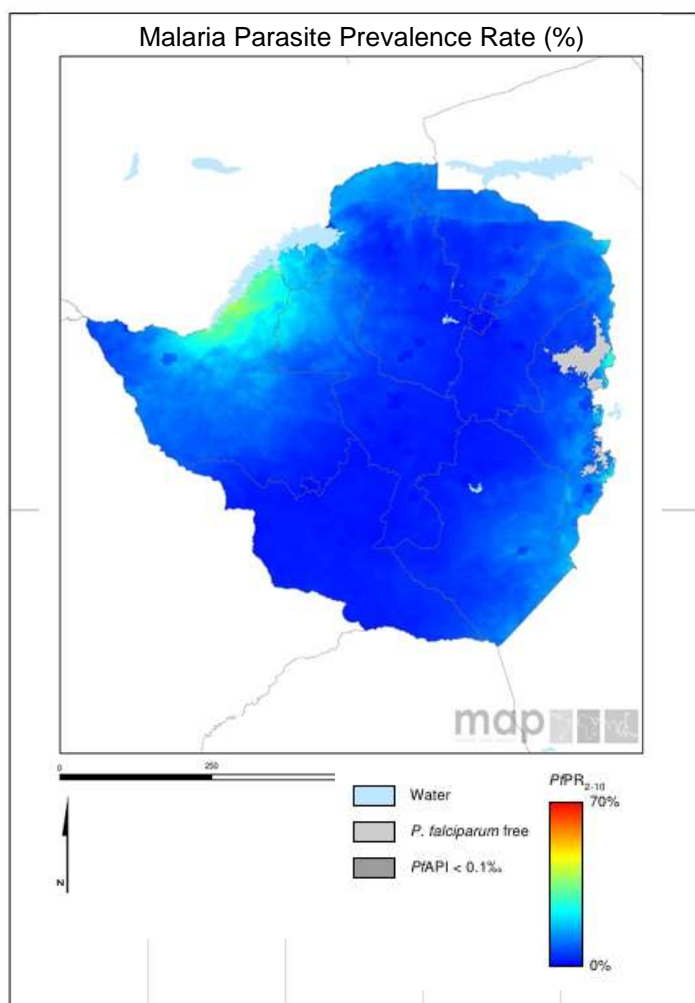 Malaria Parasite Prevalence Rate (%)
map
0 250
N
Water
P. falciparum free
PfAPI < 0.1‰
PfPR2-10
70%
0%